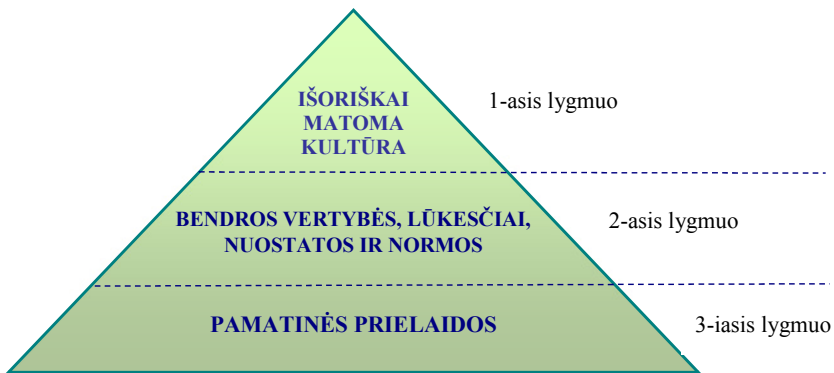 IŠORIŠKAI
MATOMA
KULTŪRA
1-asis lygmuo
BENDROS VERTYBĖS, LŪKESČIAI,
NUOSTATOS IR NORMOS
2-asis lygmuo
PAMATINĖS PRIELAIDOS
3-iasis lygmuo